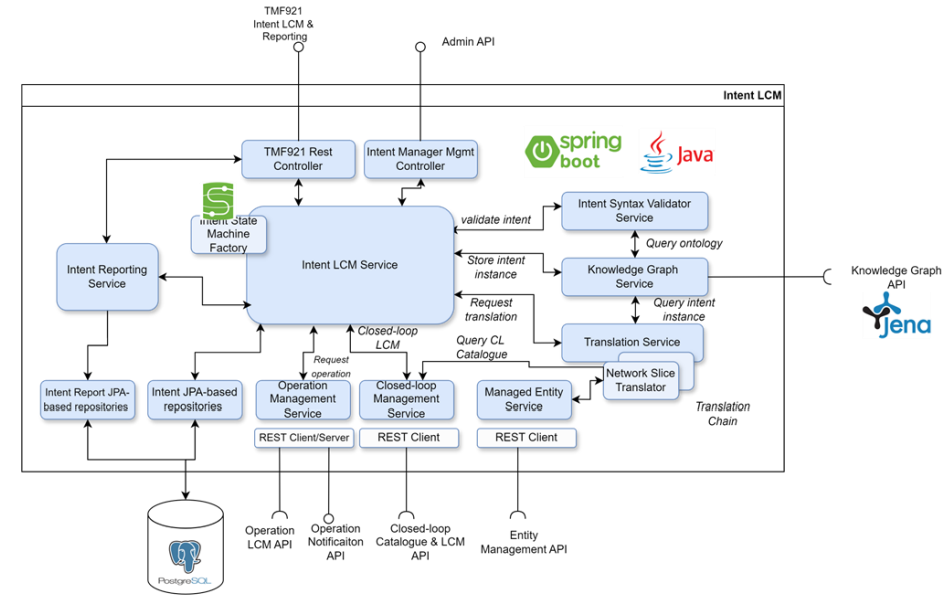 TMF921
Intent LCM &
Reporting
Admin API
Intent LCM
TMF921 Rest
Controller
Intent Manager Mgmt
Controller
spring
boot
Java
Intent State
Machine
Factory
Intent LCM Service
validate intent
Intent Syntax Validator
Service
Query ontology
Store intent
instance
Knowledge Graph
Service
Knowledge Graph
API
Jena
Intent Reporting
Service
Request
translation
Query intent
instance
Translation Service
Closed-loop
LCM
Query CL
Catalogue
Network Slice
Translator
Request
operation
Intent Report JPA-
based repositories
Intent JPA-based
repositories
Operation
Management
Service
Closed-loop
Management
Service
Managed Entity
Service
Translation
Chain
REST Client/Server
REST Client
REST Client
Operation
LCM API
Operation
Notificaiton
API
Closed-loop
Catalogue & LCM
API
Entity
Management API
PostgreSQL